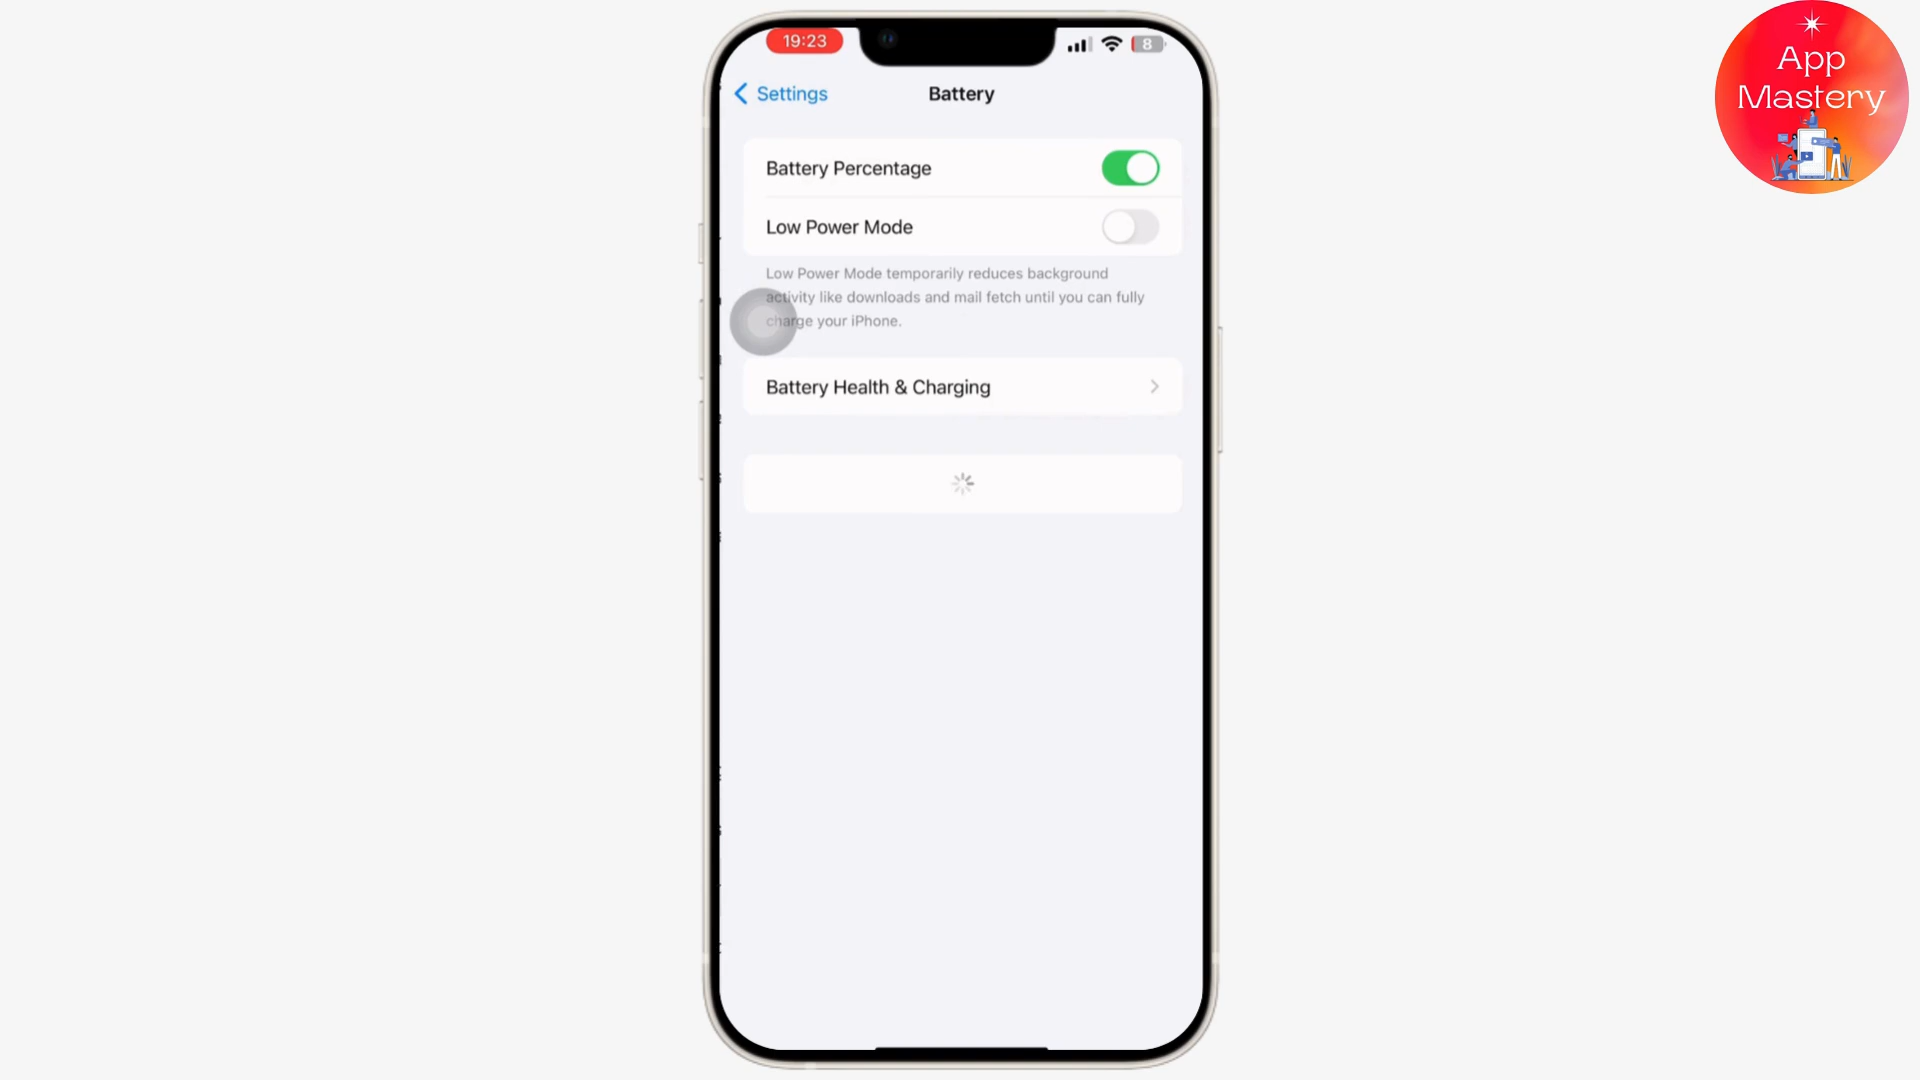 19:23
8
Settings
Battery
Battery Percentage
Low Power Mode
Low Power Mode temporarily reduces background
activity like downloads and mail fetch until you can fully
charge your iPhone.
Battery Health & Charging
App
Mastery